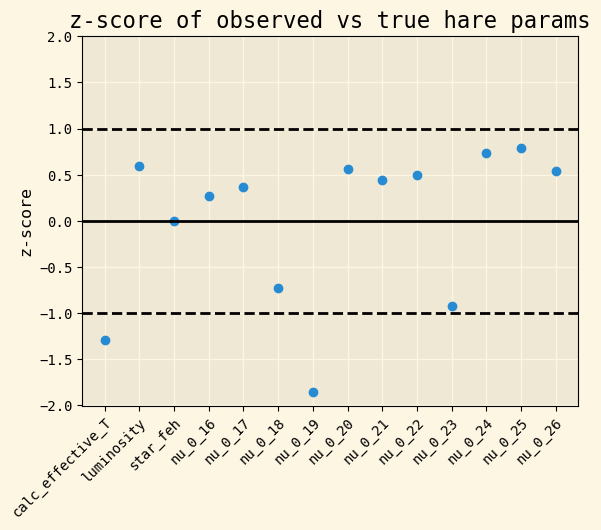 z-score of observed vs true hare params
z-score
2.0
1.5
1.0
0.5
0.0
−0.5
−1.0
−1.5
−2.0
calc_effective_T
luminosity
star_feh
nu_0_16
nu_0_17
nu_0_18
nu_0_19
nu_0_20
nu_0_21
nu_0_22
nu_0_23
nu_0_24
nu_0_25
nu_0_26